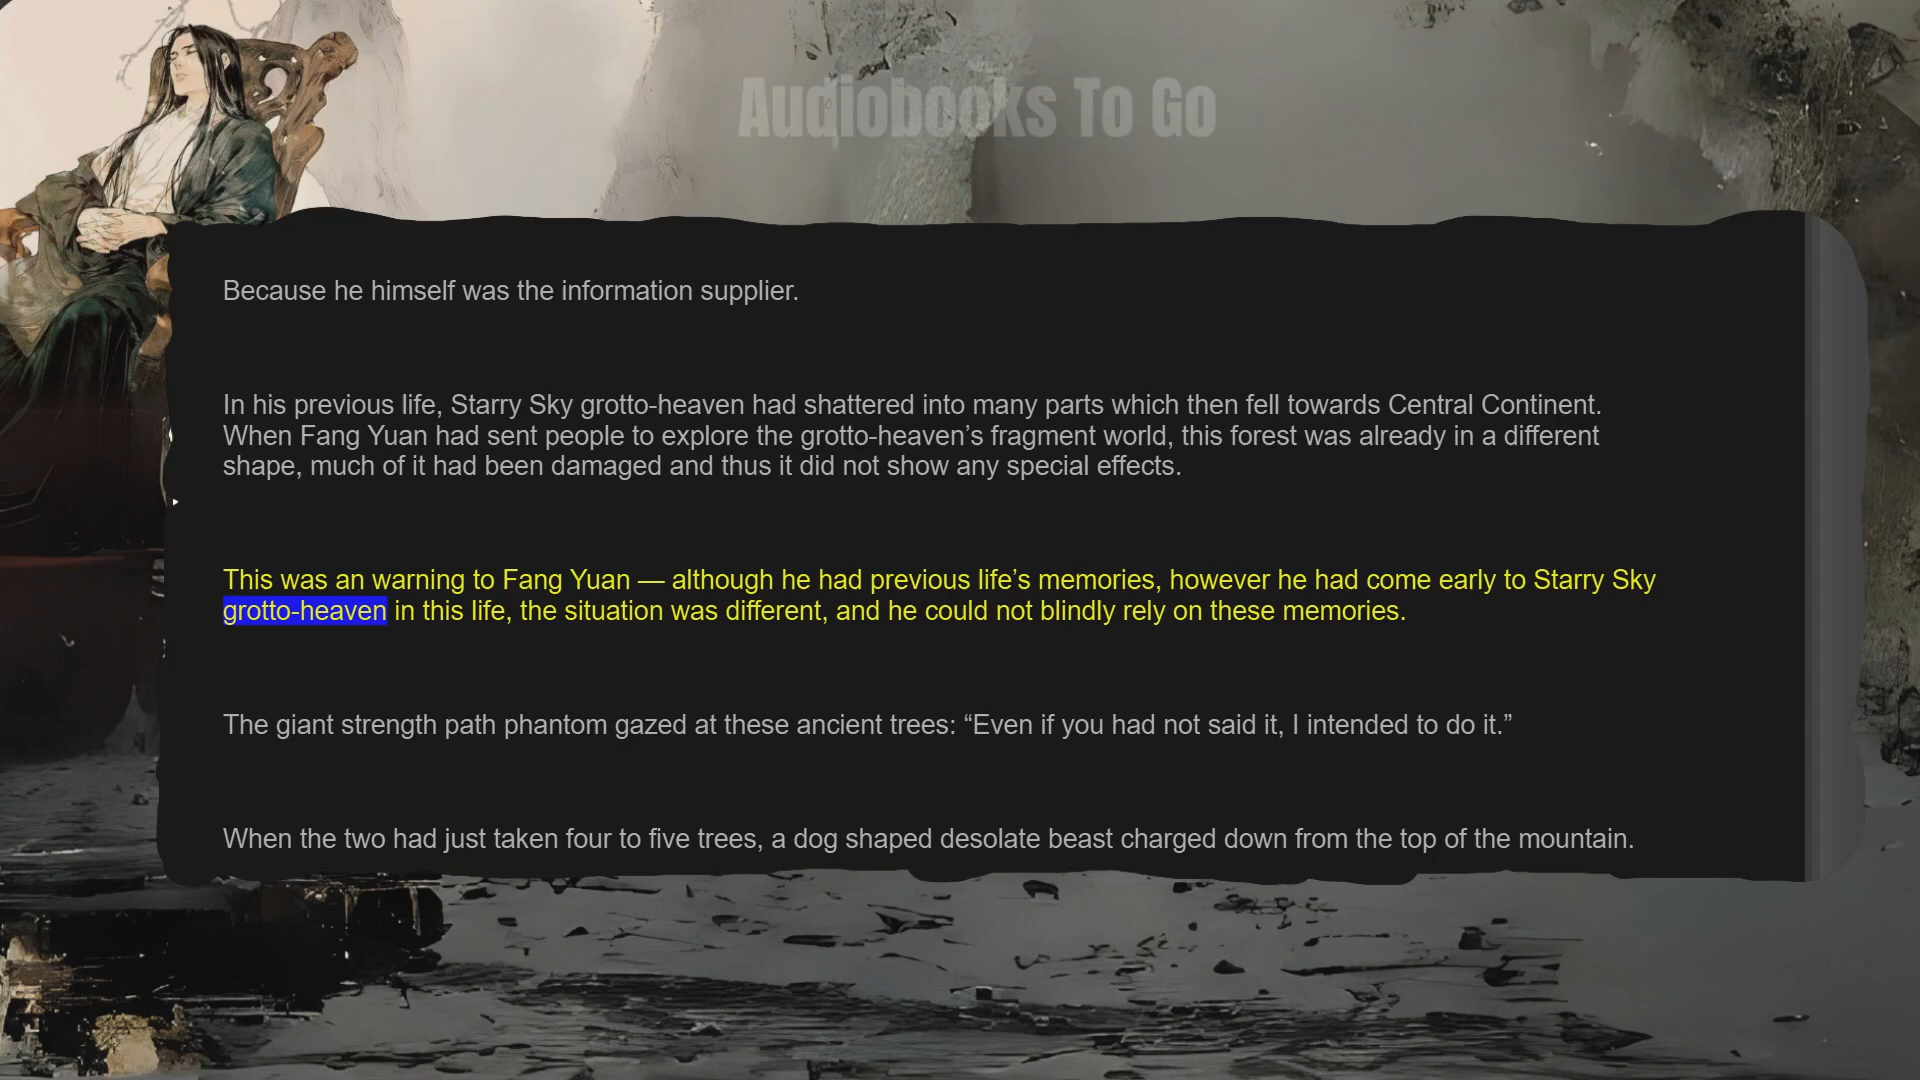 Audiobooks To Go
Because he himself was the information supplier.
In his previous life, Starry Sky grotto-heaven had shattered into many parts which then fell towards Central Continent.
When Fang Yuan had sent people to explore the grotto-heaven’s fragment world, this forest was already in a different
shape, much of it had been damaged and thus it did not show any special effects.
This was an warning to Fang Yuan — although he had previous life’s memories, however he had come early to Starry Sky
grotto-heaven in this life, the situation was different, and he could not blindly rely on these memories.
The giant strength path phantom gazed at these ancient trees: “Even if you had not said it, I intended to do it.”
When the two had just taken four to five trees, a dog shaped desolate beast charged down from the top of the mountain.